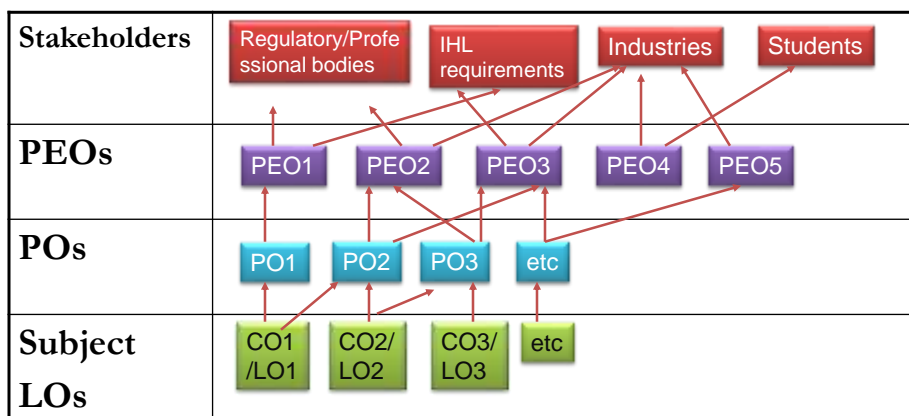 Stakeholders
Regulatory/Profe
ssional bodies
IHL
requirements
Industries
Students
PEOs
PEO1
PEO2
PEO3
PEO4
PEO5
POs
PO1
PO2
PO3
etc
Subject
LOs
CO1
/LO1
CO2/
LO2
CO3/
LO3
etc